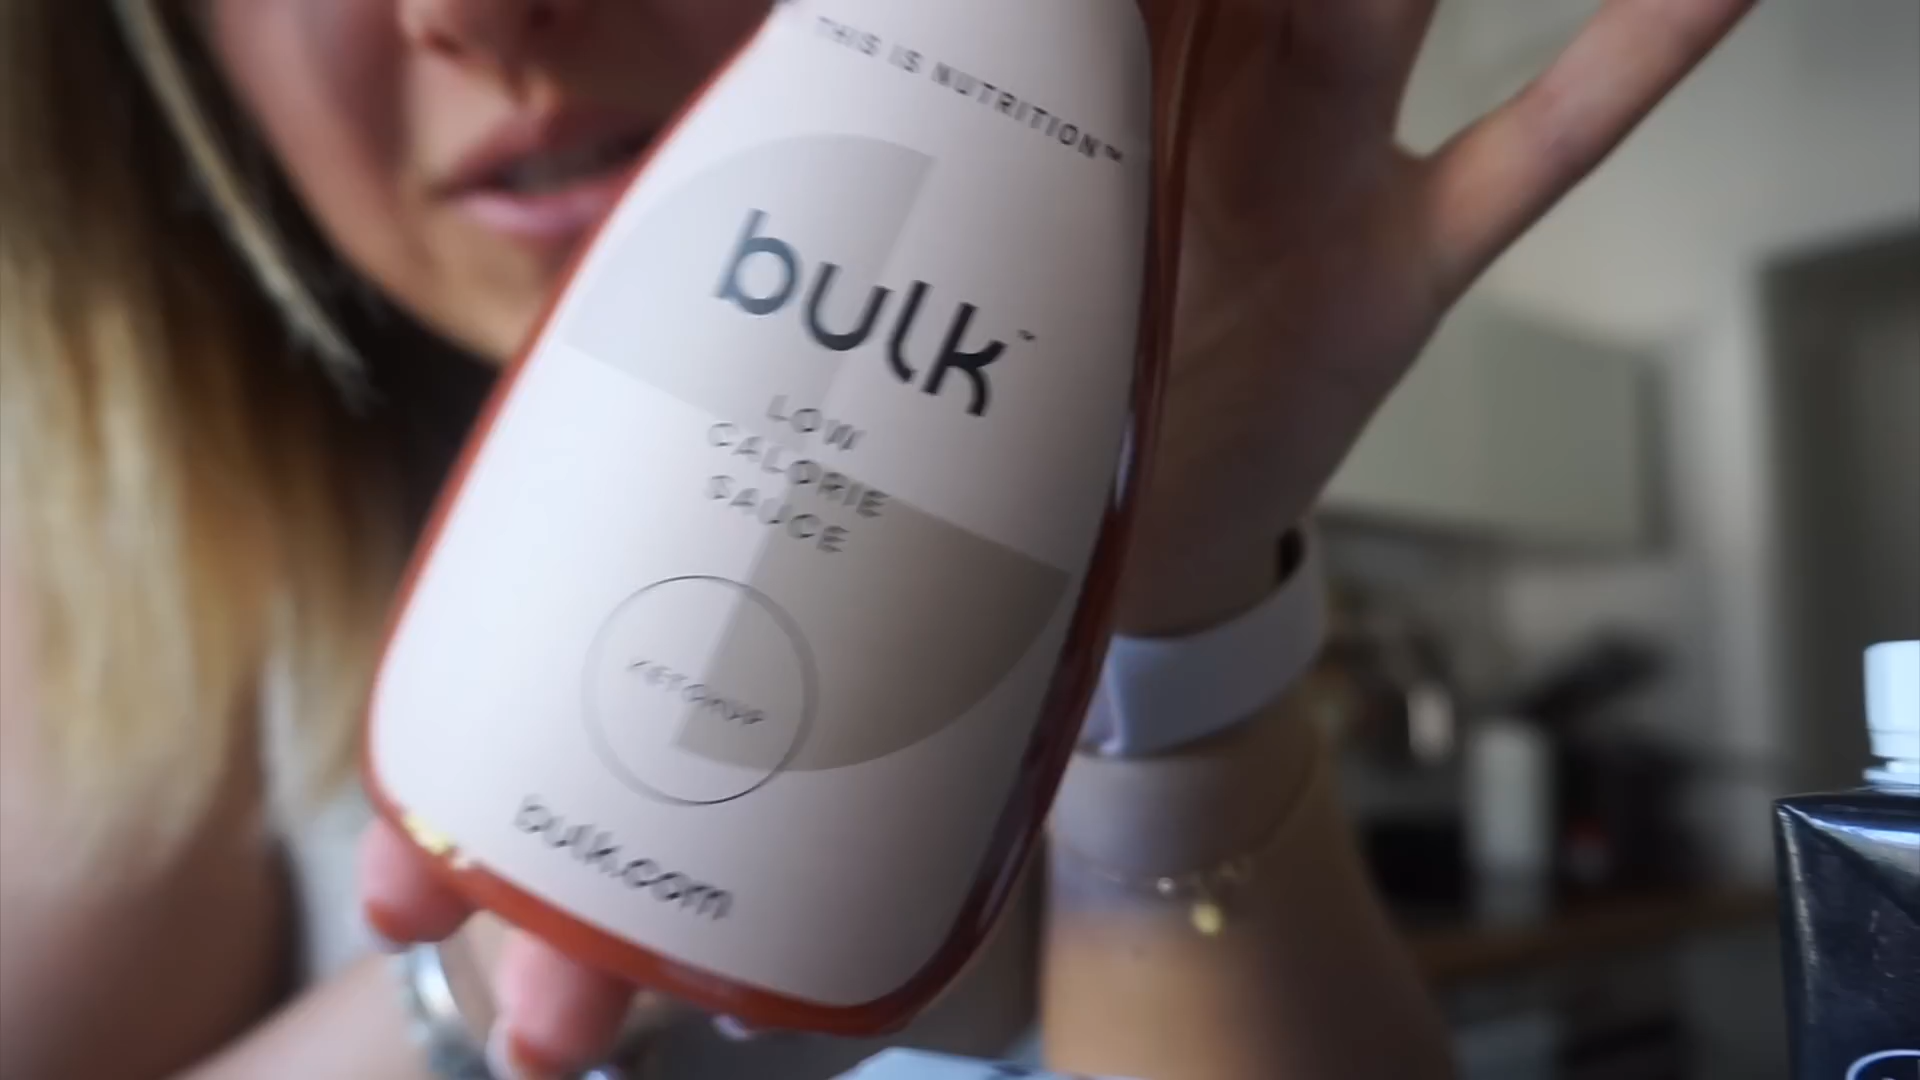 THIS IS NUTRITION™
bulk™
LOW
CALORIE
SAUCE
KETCHUP
bulk.com